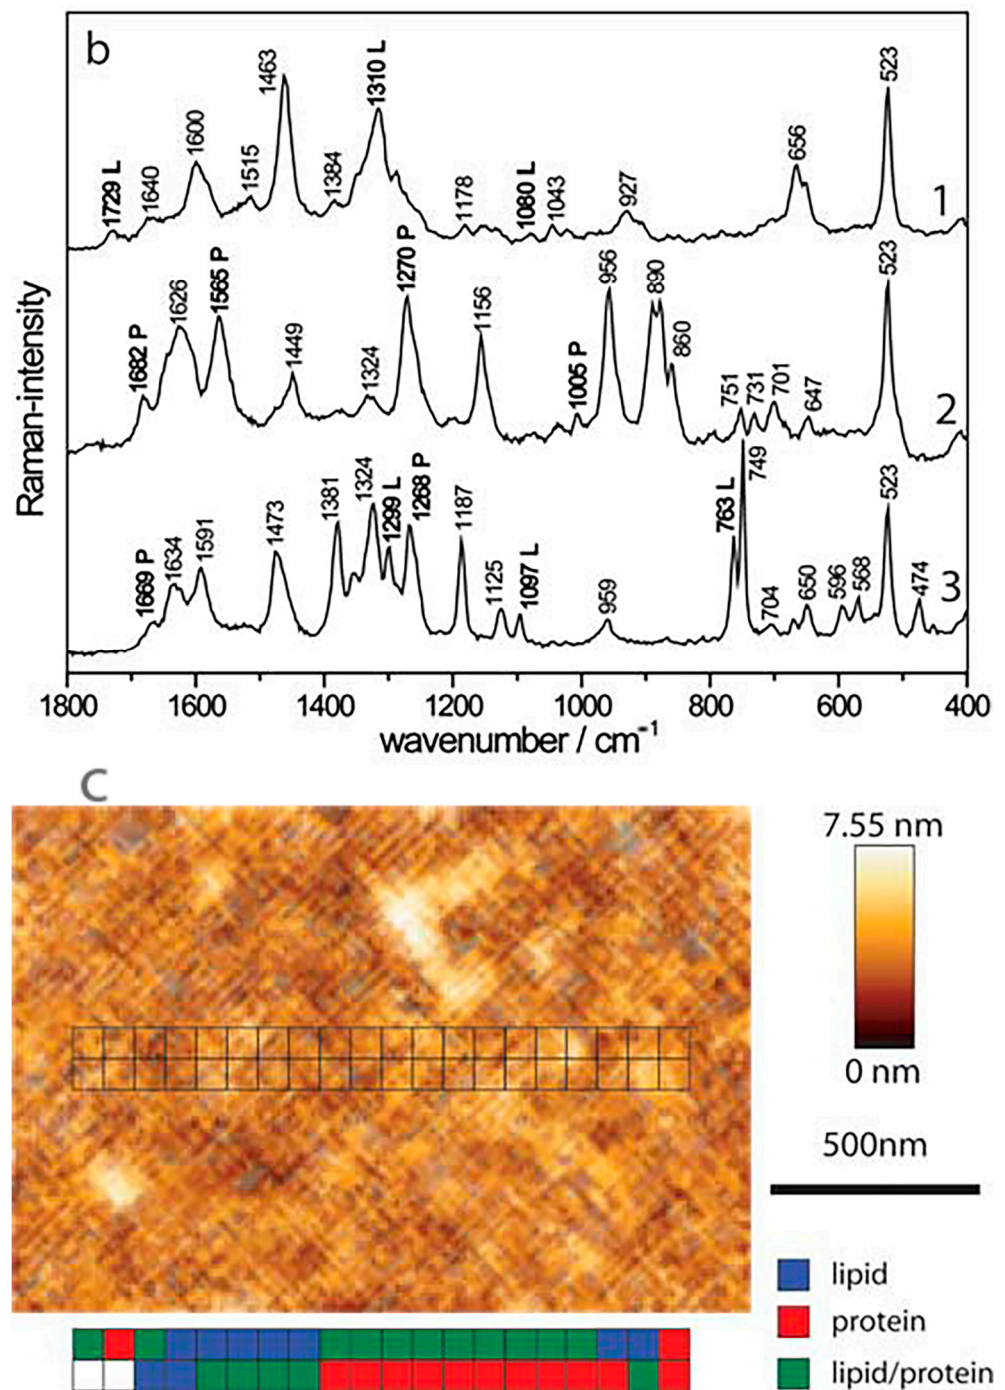 b
1729 L 1640 1600 1515 1463 1384 1310 L 1178 1080 L 1043 927 656 523
1
1682 P 1626 1565 P 1449 1324 1270 P 1156 1005 P 956 890 860 751 731 701 647 523
2
1669 P 1634 1591 1473 1381 1324 1299 L 1268 P 1187 1125 1097 L 959 763 L 749 704 650 596 568 523 474
3
Raman-intensity
1800 1600 1400 1200 1000 800 600 400
wavenumber / cm⁻¹
C
7.55 nm
0 nm
500nm
lipid
protein
lipid/protein